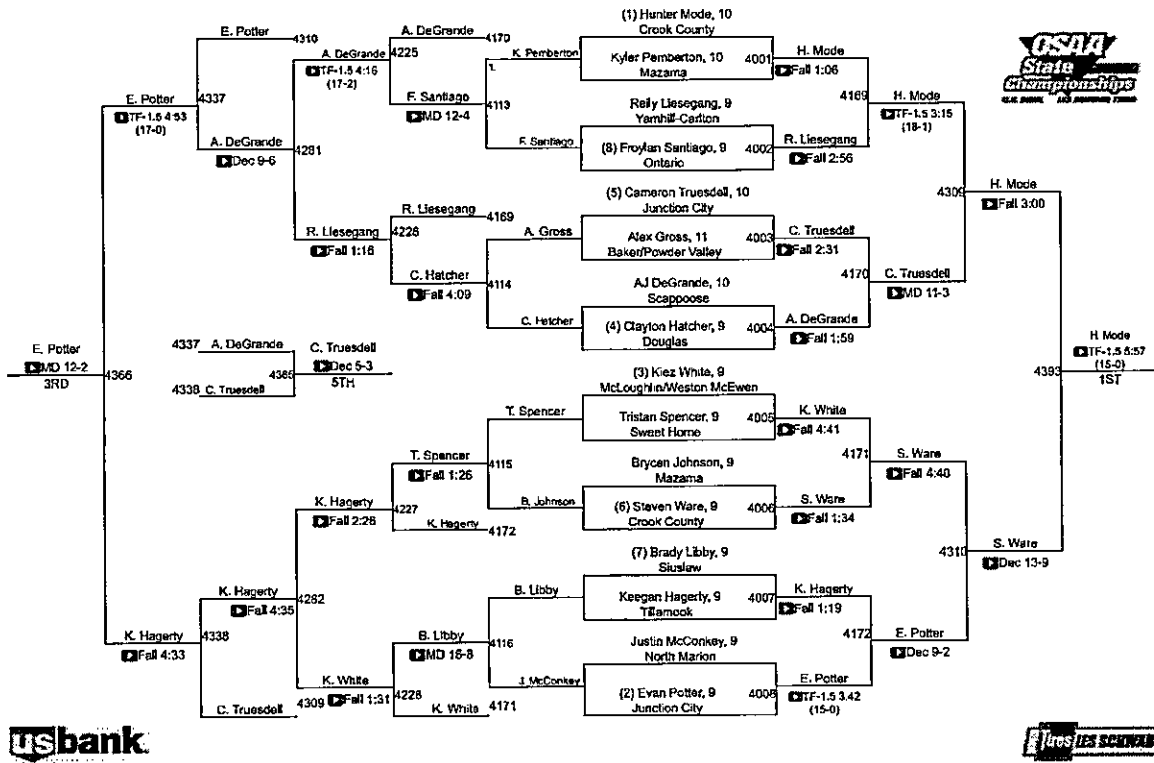 (1) Hunter Mode, 10
Crook County
Kyler Pemberton, 10
4001
Mazama
Reily Liesegang, 9
Yamhill-Carlton
(8) Froylan Santiago, 9
4002
Ontario
(5) Cameron Truesdell, 10
Junction City
Alex Gross, 11
4003
Baker/Powder Valley
AJ DeGrande, 10
Scappoose
(4) Clayton Hatcher, 9
4004
Douglas
(3) Kiez White, 9
McLoughlin/Weston McEwen
Tristan Spencer, 9
4005
Sweet Home
Brycen Johnson, 9
Mazama
(6) Steven Ware, 9
4006
Crook County
(7) Brady Libby, 9
Siuslaw
Keegan Hagerty, 9
4007
Tillamook
Justin McConkey, 9
North Marion
(2) Evan Potter, 9
4008
Junction City
H. Mode
Fall 1:06
4169
R. Liesegang
Fall 2:56
C. Truesdell
Fall 2:31
4170
A. DeGrande
Fall 1:59
K. White
Fall 4:41
4171
S. Ware
Fall 1:34
K. Hagerty
Fall 1:19
4172
E. Potter
TF-1.5 3:42
(15-0)
H. Mode
TF-1.5 3:15
(18-1)
4309
C. Truesdell
MD 11-3
S. Ware
Fall 4:40
4310
E. Potter
Dec 9-2
H. Mode
Fall 3:00
4393
S. Ware
Dec 13-9
H. Mode
TF-1.5 5:57
(15-0)
1ST
K. Pemberton
4113
F. Santiago
A. Gross
4114
C. Hatcher
T. Spencer
4115
B. Johnson
B. Libby
4116
J. McConkey
A. DeGrande
4170
4225
F. Santiago
MD 12-4
R. Liesegang
4169
4226
C. Hatcher
Fall 4:09
T. Spencer
Fall 1:26
4227
K. Hagerty
4172
B. Libby
MD 16-8
4228
K. White
4171
A. DeGrande
TF-1.5 4:16
(17-2)
4281
R. Liesegang
Fall 1:16
K. Hagerty
Fall 2:26
4282
K. White
Fall 1:31
E. Potter
4310
4337
A. DeGrande
Dec 9-6
K. Hagerty
Fall 4:35
4338
C. Truesdell
4309
E. Potter
TF-1.5 4:53
(17-0)
4366
K. Hagerty
Fall 4:33
E. Potter
MD 12-2
3RD
4337
A. DeGrande
4365
4338
C. Truesdell
C. Truesdell
Dec 5-3
5TH
OSAA
State
Championships
usbank
LES SCHWAB